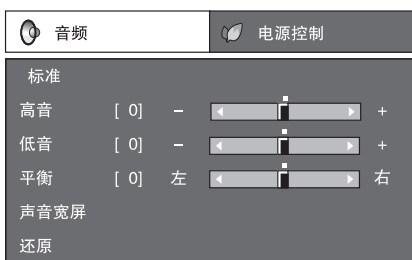 音频 电源控制
标准
高音 [ 0] － ＋
低音 [ 0] － ＋
平衡 [ 0] 左 右
声音宽屏
还原